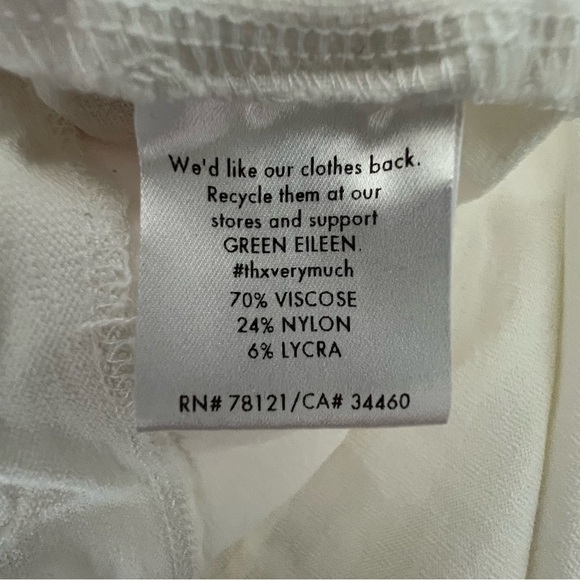 We'd like our clothes back.
Recycle them at our
stores and support
GREEN EILEEN.
#thxverymuch
70% VISCOSE
24% NYLON
6% LYCRA
RN# 78121/CA# 34460